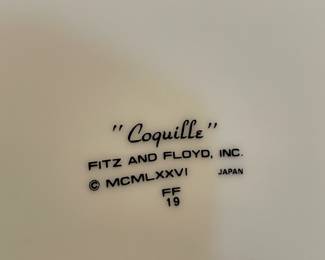 "Coquille"
FITZ AND FLOYD, INC.
© MCMLXXVI JAPAN
FF
19